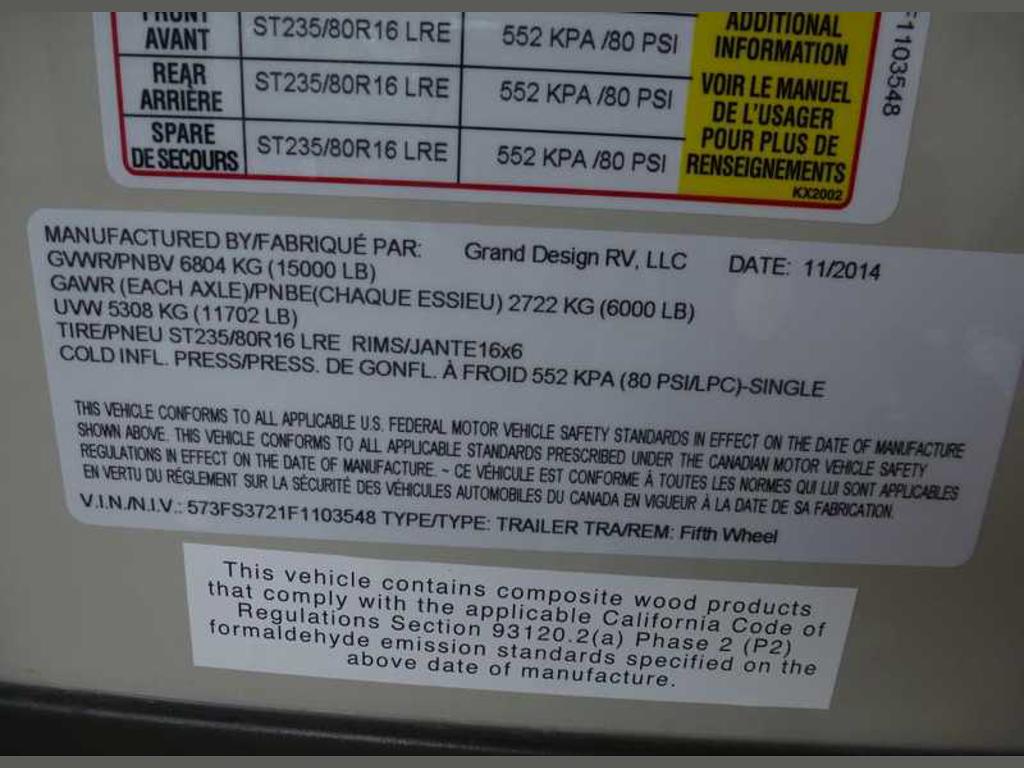 FRONT ST235/80R16 LRE 552 KPA /80 PSI ADDITIONAL
AVANT INFORMATION
REAR ST235/80R16 LRE 552 KPA /80 PSI VOIR LE MANUEL
ARRIÈRE DE L'USAGER
SPARE ST235/80R16 LRE 552 KPA /80 PSI POUR PLUS DE
DE SECOURS RENSEIGNEMENTS
KX2002
F1103548
MANUFACTURED BY/FABRIQUÉ PAR: Grand Design RV, LLC DATE: 11/2014
GVWR/PNBV 6804 KG (15000 LB)
GAWR (EACH AXLE)/PNBE(CHAQUE ESSIEU) 2722 KG (6000 LB)
UVW 5308 KG (11702 LB)
TIRE/PNEU ST235/80R16 LRE RIMS/JANTE16x6
COLD INFL. PRESS/PRESS. DE GONFL. À FROID 552 KPA (80 PSI/LPC)-SINGLE
THIS VEHICLE CONFORMS TO ALL APPLICABLE U.S. FEDERAL MOTOR VEHICLE SAFETY STANDARDS IN EFFECT ON THE DATE OF MANUFACTURE
SHOWN ABOVE. THIS VEHICLE CONFORMS TO ALL APPLICABLE STANDARDS PRESCRIBED UNDER THE CANADIAN MOTOR VEHICLE SAFETY
REGULATIONS IN EFFECT ON THE DATE OF MANUFACTURE. ~ CE VÉHICULE EST CONFORME À TOUTES LES NORMES QUI LUI SONT APPLICABLES
EN VERTU DU RÉGLEMENT SUR LA SÉCURITÉ DES VÉHICULES AUTOMOBILES DU CANADA EN VIGUEUR À LA DATE DE SA FABRICATION.
V.I.N./N.I.V.: 573FS3721F1103548 TYPE/TYPE: TRAILER TRA/REM: Fifth Wheel
This vehicle contains composite wood products
that comply with the applicable California Code of
Regulations Section 93120.2(a) Phase 2 (P2)
formaldehyde emission standards specified on the
above date of manufacture.